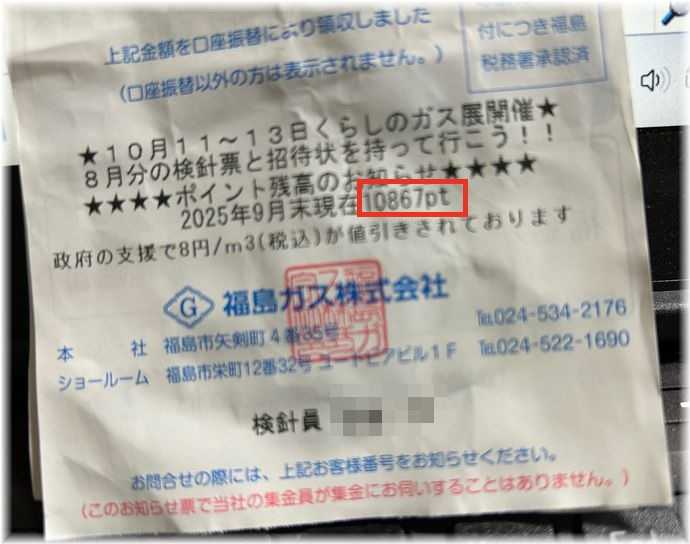 上記金額を口座振替により領収しました
(口座振替以外の方は表示されません。)
付につき福島
税務署承認済
★10月11～13日くらしのガス展開催★
8月分の検針票と招待状を持って行こう!!
★★★★ポイント残高のお知らせ★★★★
2025年9月末現在10867pt
政府の支援で8円/m3(税込)が値引きされております
G 福島ガス株式会社
本社 福島市矢剣町4番35号 TEL024-534-2176
ショールーム 福島市栄町12番32号 ユートピアビル1F TEL024-522-1690
検針員
お問合せの際には、上記お客様番号をお知らせください。
(このお知らせ票で当社の集金員が集金にお伺いすることはありません。)